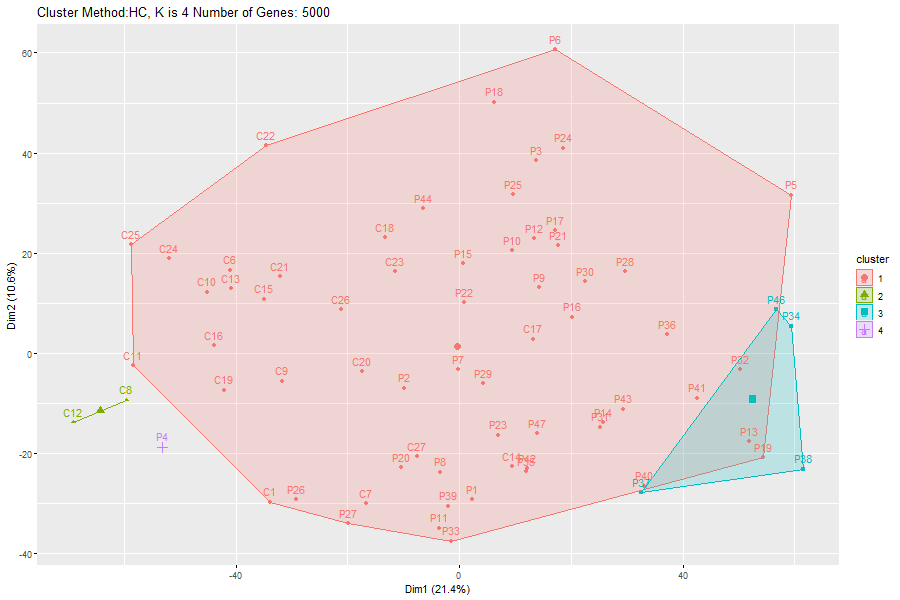 Cluster Method:HC, K is 4 Number of Genes: 5000
P6
60
P18
C22
P24
40
P3
P5
P25
P44
C25
C18
P17
P12
P21
C24
P10
20
C6
C23
P15
P28
C21
C13
P30
C10
P9
C15
P22
P46
C26
P16
P34
Dim2 (10.6%)
P36
C17
C16
0
C11
P7
P32
C20
C9
P29
C19
P2
P41
C8
P43
C12
P14
P23
P47
P4
P13
-20
C27
P19
P20
P8
C14
P38
P40
P37
C1
P26
C7
P39
P1
P27
P11
P33
-40
-40
0
40
Dim1 (21.4%)
cluster
1
2
3
4